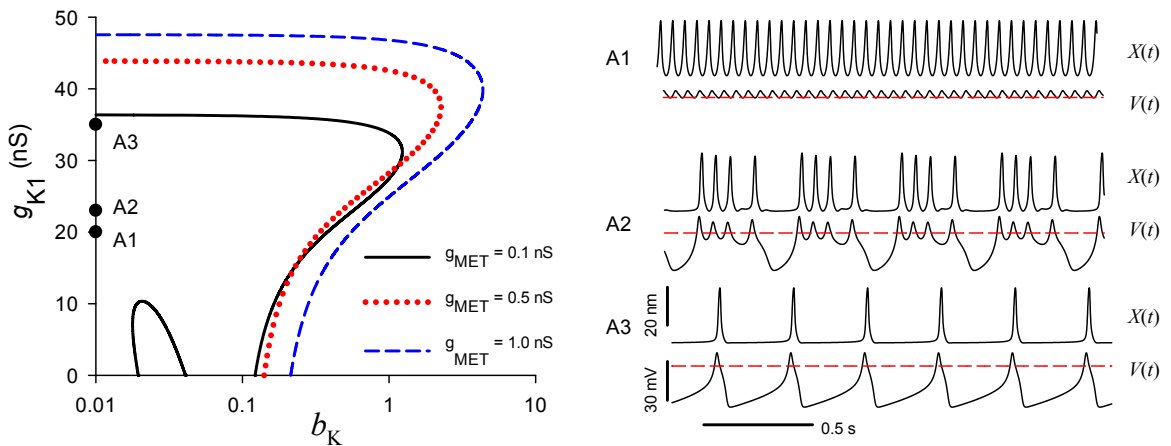 50
40
30
20
10
0
g_K1 (nS)
A3
A2
A1
g_MET = 0.1 nS
g_MET = 0.5 nS
g_MET = 1.0 nS
0.01 0.1 1 10
b_K
A1
X(t)
V(t)
A2
X(t)
V(t)
A3
20 nm
X(t)
30 mV
V(t)
0.5 s